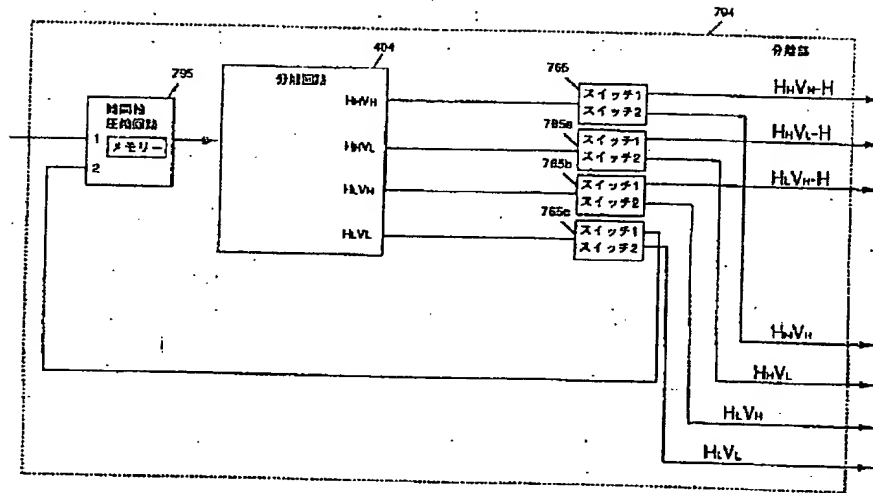 794
分離部
795
時間軸
圧縮回路
メモリー
1
2
404
分離回路
HHVH
HHVL
HLVH
HLVL
765
スイッチ1
スイッチ2
765a
スイッチ1
スイッチ2
765b
スイッチ1
スイッチ2
765c
スイッチ1
スイッチ2
HHVH-H
HHVL-H
HLVH-H
HHVH
HHVL
HLVH
HLVL